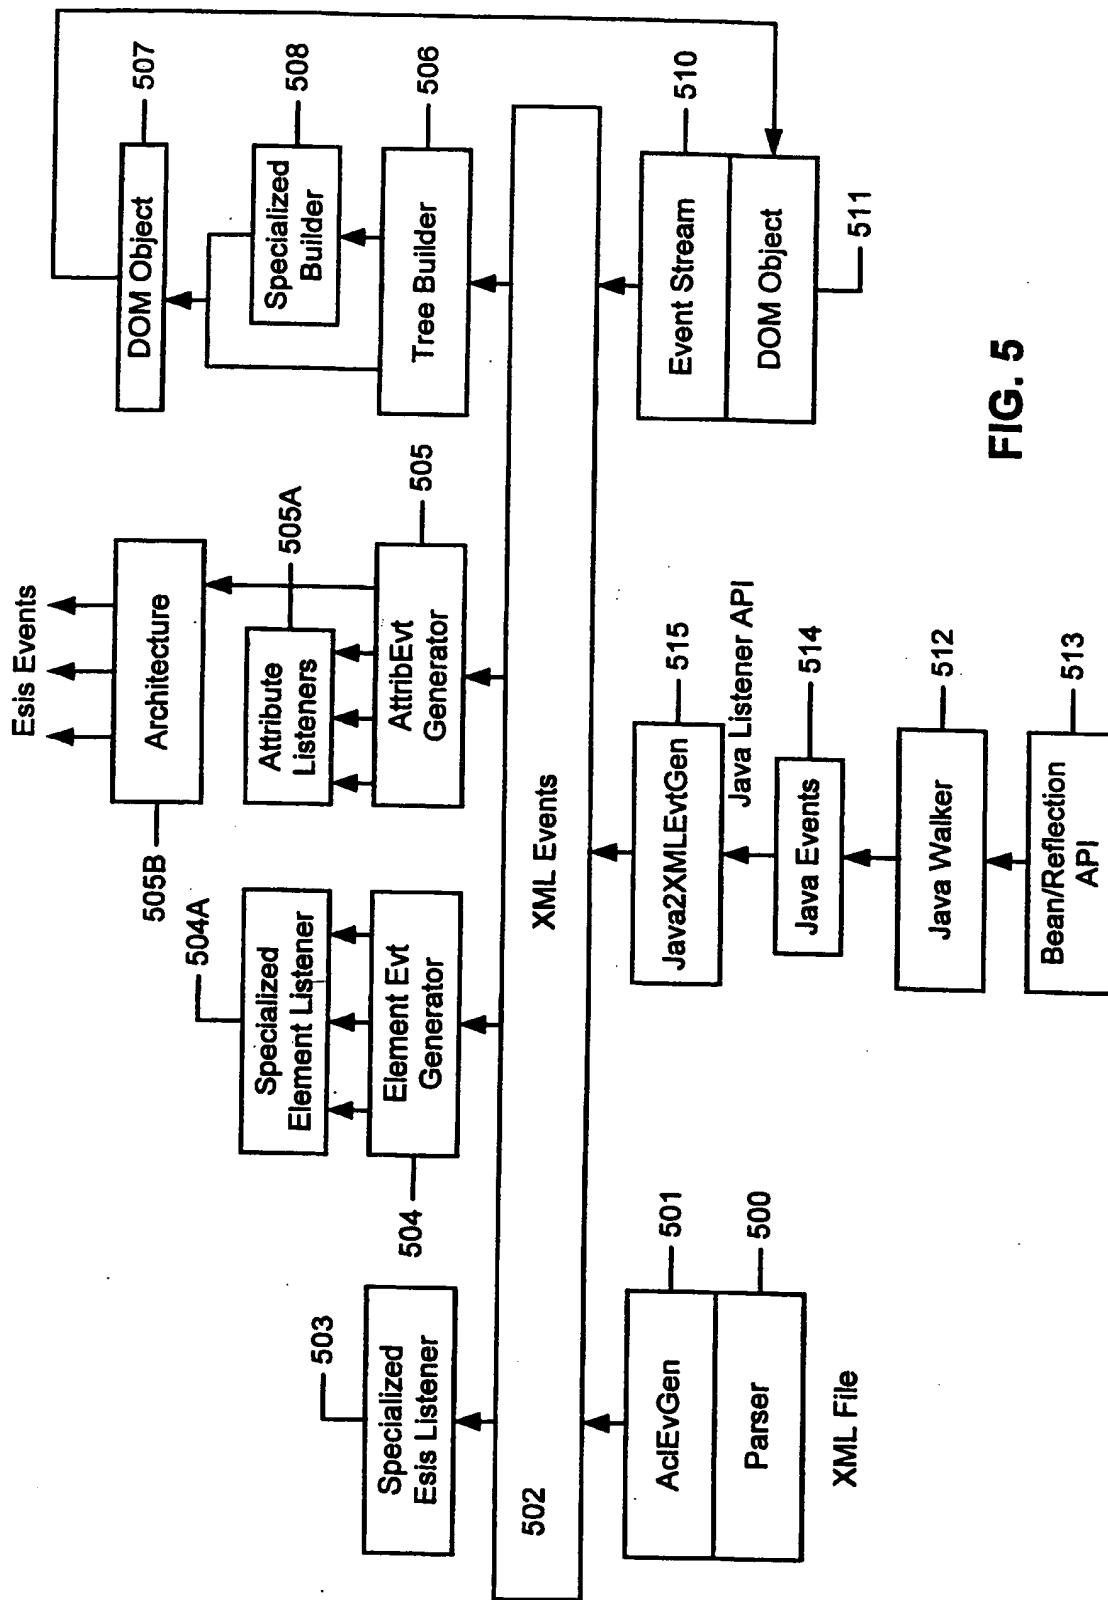 Esis Events
Architecture
505B
DOM Object
507
Attribute
Listeners
505A
Specialized
Builder
508
504A
Specialized
Element Listener
503
Specialized
Esis Listener
504
Element Evt
Generator
AttribEvt
Generator
505
Tree Builder
506
502
XML Events
AclEvGen
501
Parser
500
XML File
Java2XMLEvtGen
515
Java Listener API
Java Events
514
Java Walker
512
Bean/Reflection
API
513
Event Stream
510
DOM Object
511
FIG. 5